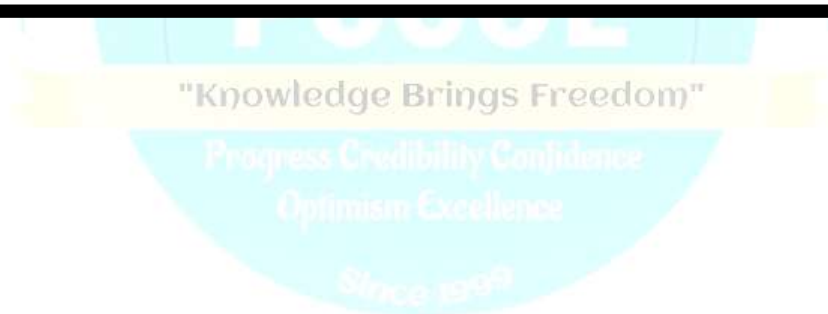 "Knowledge Brings Freedom"
Progress Credibility Confidence
Optimism Excellence
Since 1999